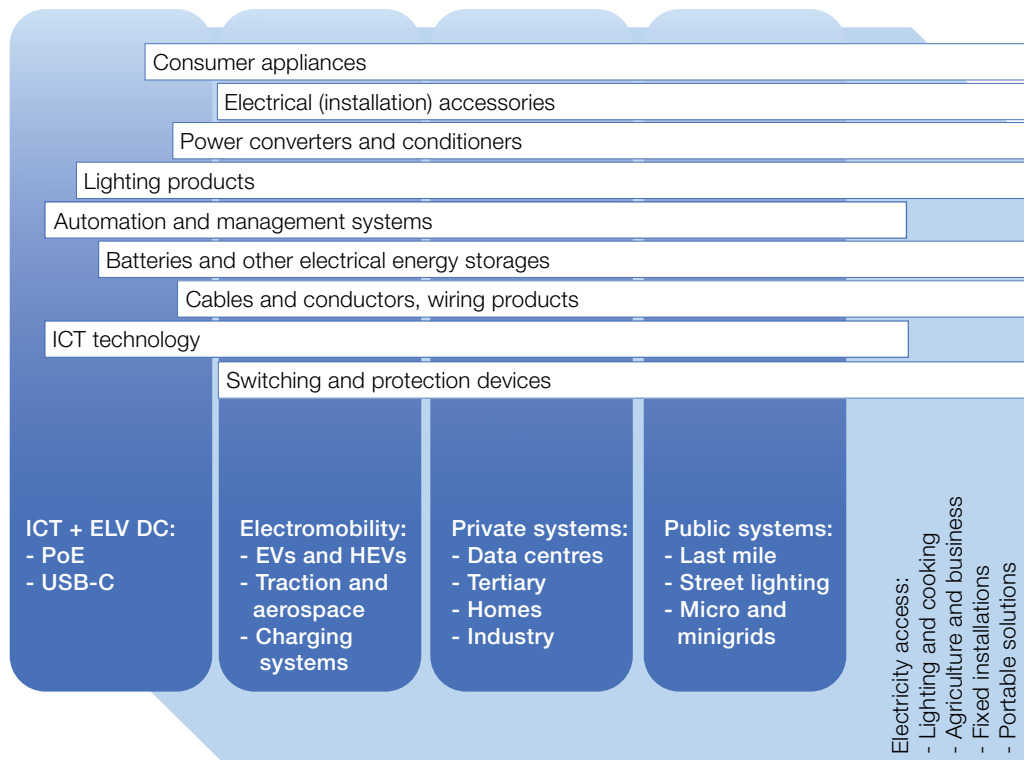 Consumer appliances
Electrical (installation) accessories
Power converters and conditioners
Lighting products
Automation and management systems
Batteries and other electrical energy storages
Cables and conductors, wiring products
ICT technology
Switching and protection devices
ICT + ELV DC:
- PoE
- USB-C
Electromobility:
- EVs and HEVs
- Traction and
aerospace
- Charging
systems
Private systems:
- Data centres
- Tertiary
- Homes
- Industry
Public systems:
- Last mile
- Street lighting
- Micro and
minigrids
Electricity access:
- Lighting and cooking
- Agriculture and business
- Fixed installations
- Portable solutions